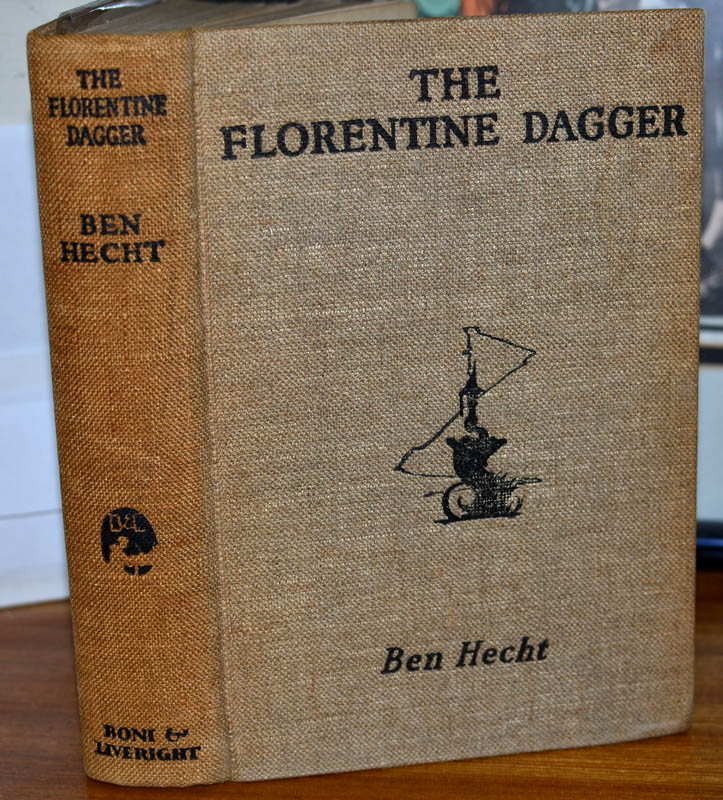 THE
FLORENTINE
DAGGER
BEN
HECHT
B&L
BONI &
LIVERIGHT
THE
FLORENTINE DAGGER
Ben Hecht